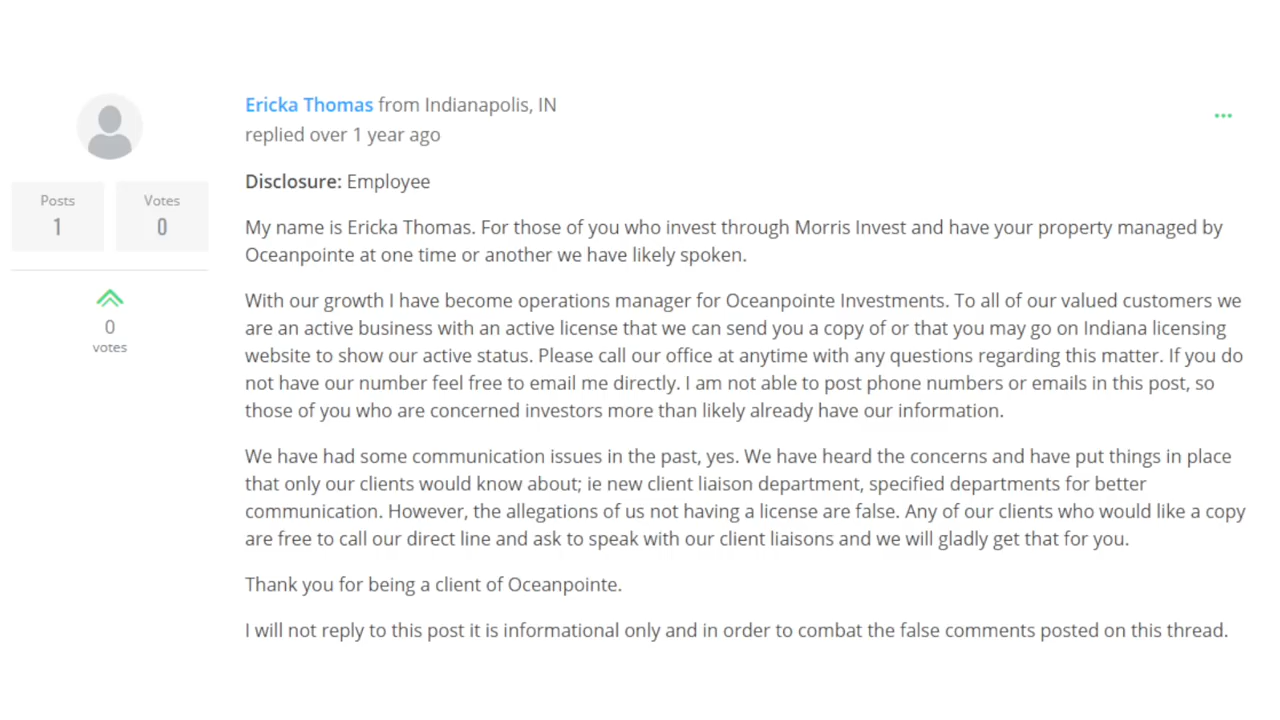 Ericka Thomas from Indianapolis, IN
replied over 1 year ago
Posts
1
Votes
0
0
votes
Disclosure: Employee
My name is Ericka Thomas. For those of you who invest through Morris Invest and have your property managed by
Oceanpointe at one time or another we have likely spoken.
With our growth I have become operations manager for Oceanpointe Investments. To all of our valued customers we
are an active business with an active license that we can send you a copy of or that you may go on Indiana licensing
website to show our active status. Please call our office at anytime with any questions regarding this matter. If you do
not have our number feel free to email me directly. I am not able to post phone numbers or emails in this post, so
those of you who are concerned investors more than likely already have our information.
We have had some communication issues in the past, yes. We have heard the concerns and have put things in place
that only our clients would know about; ie new client liaison department, specified departments for better
communication. However, the allegations of us not having a license are false. Any of our clients who would like a copy
are free to call our direct line and ask to speak with our client liaisons and we will gladly get that for you.
Thank you for being a client of Oceanpointe.
I will not reply to this post it is informational only and in order to combat the false comments posted on this thread.